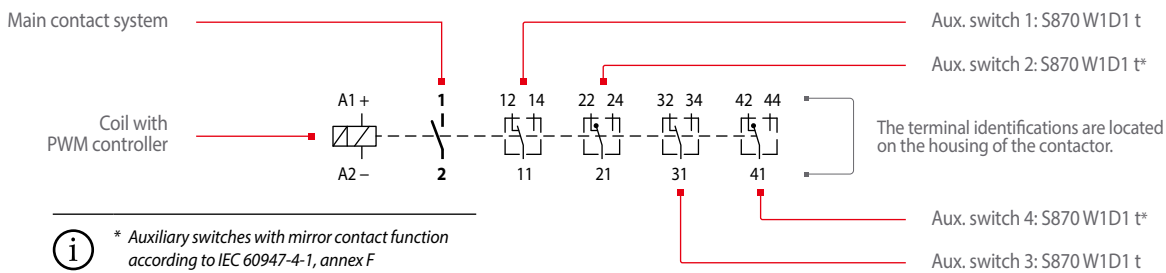 Main contact system
Aux. switch 1: S870 W1D1 t
Aux. switch 2: S870 W1D1 t*
A1 + 1 12 14 22 24 32 34 42 44
Coil with
PWM controller
The terminal identifications are located
on the housing of the contactor.
A2 – 2 11 21 31 41
Aux. switch 4: S870 W1D1 t*
Aux. switch 3: S870 W1D1 t
i
* Auxiliary switches with mirror contact function
according to IEC 60947-4-1, annex F